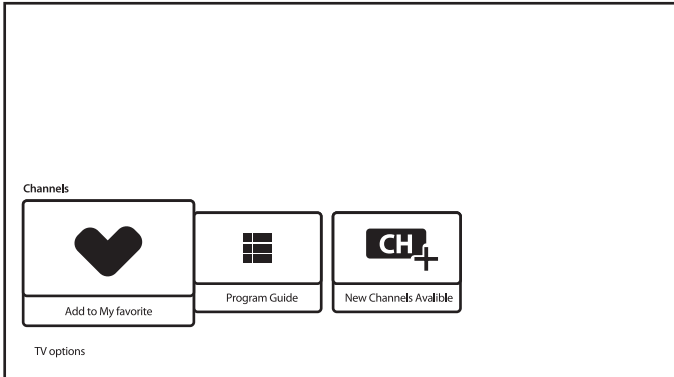 Channels
CH
Add to My favorite
Program Guide
New Channels Avalible
TV options